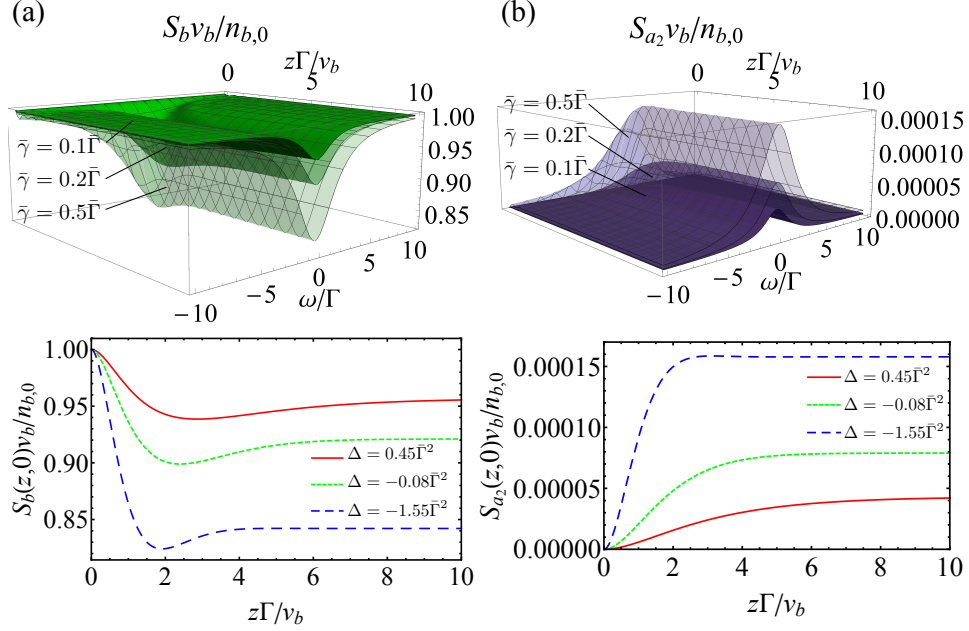 (a)
S_b v_b/n_{b,0}
zΓ/v_b
0
5
10
1.00
0.95
0.90
0.85
γ̄ = 0.1Γ̄
γ̄ = 0.2Γ̄
γ̄ = 0.5Γ̄
−10
−5
0
5
10
ω/Γ
(b)
S_{a_2} v_b/n_{b,0}
zΓ/v_b
0
5
10
0.00015
0.00010
0.00005
0.00000
γ̄ = 0.5Γ̄
γ̄ = 0.2Γ̄
γ̄ = 0.1Γ̄
−10
−5
0
5
10
ω/Γ
S_b(z,0)v_b/n_{b,0}
1.00
0.95
0.90
0.85
Δ = 0.45Γ̄²
Δ = −0.08Γ̄²
Δ = −1.55Γ̄²
0 2 4 6 8 10
zΓ/v_b
S_{a_2}(z,0)v_b/n_{b,0}
0.00015
0.00010
0.00005
0.00000
Δ = 0.45Γ̄²
Δ = −0.08Γ̄²
Δ = −1.55Γ̄²
0 2 4 6 8 10
zΓ/v_b